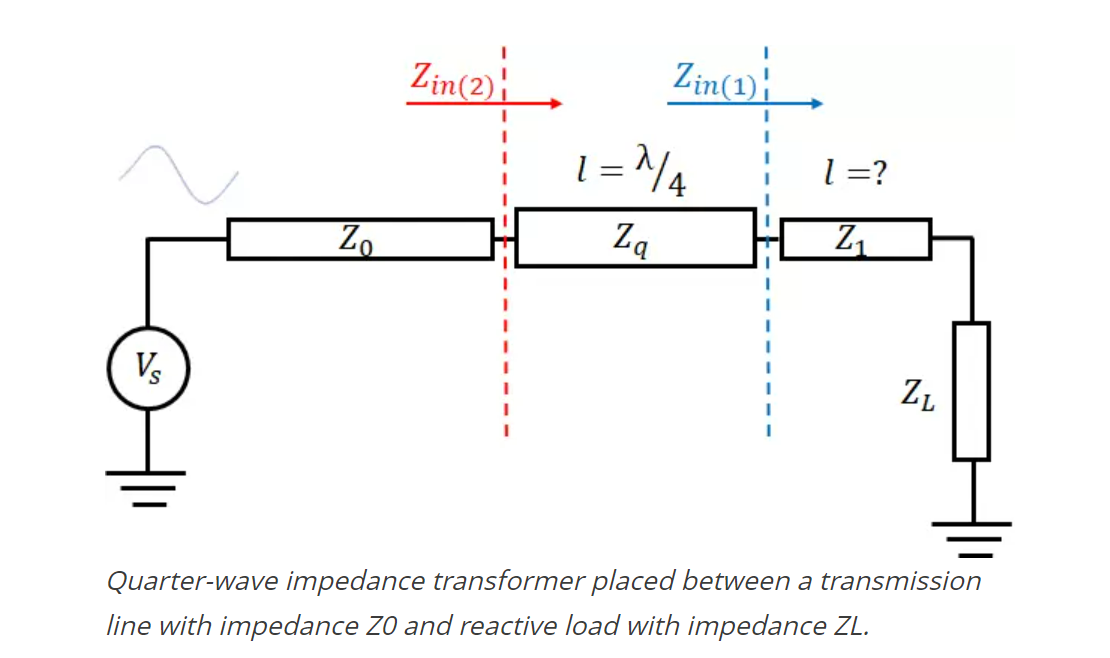 Zin(2)
Zin(1)
l = λ/4
l =?
Z0
Zq
Z1
Vs
ZL
Quarter-wave impedance transformer placed between a transmission
line with impedance Z0 and reactive load with impedance ZL.